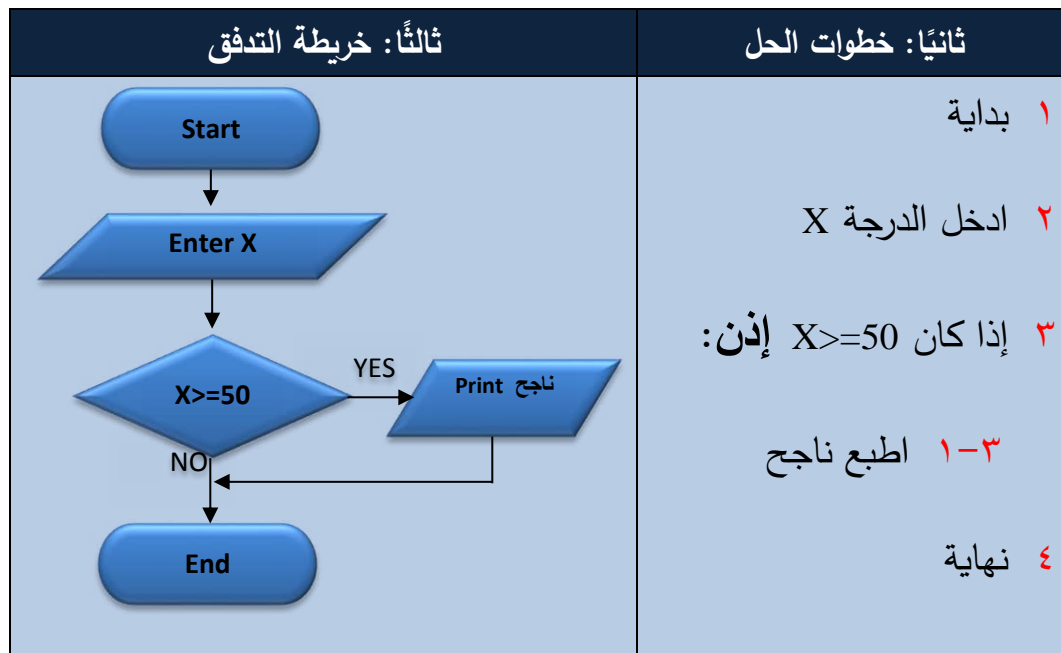 ثانيًا: خطوات الحل
١ بداية
٢ ادخل الدرجة X
٣ إذا كان X>=50 إذن:
٣-١ اطبع ناجح
٤ نهاية
ثالثًا: خريطة التدفق
Start
Enter X
X>=50
YES
Print ناجح
NO
End